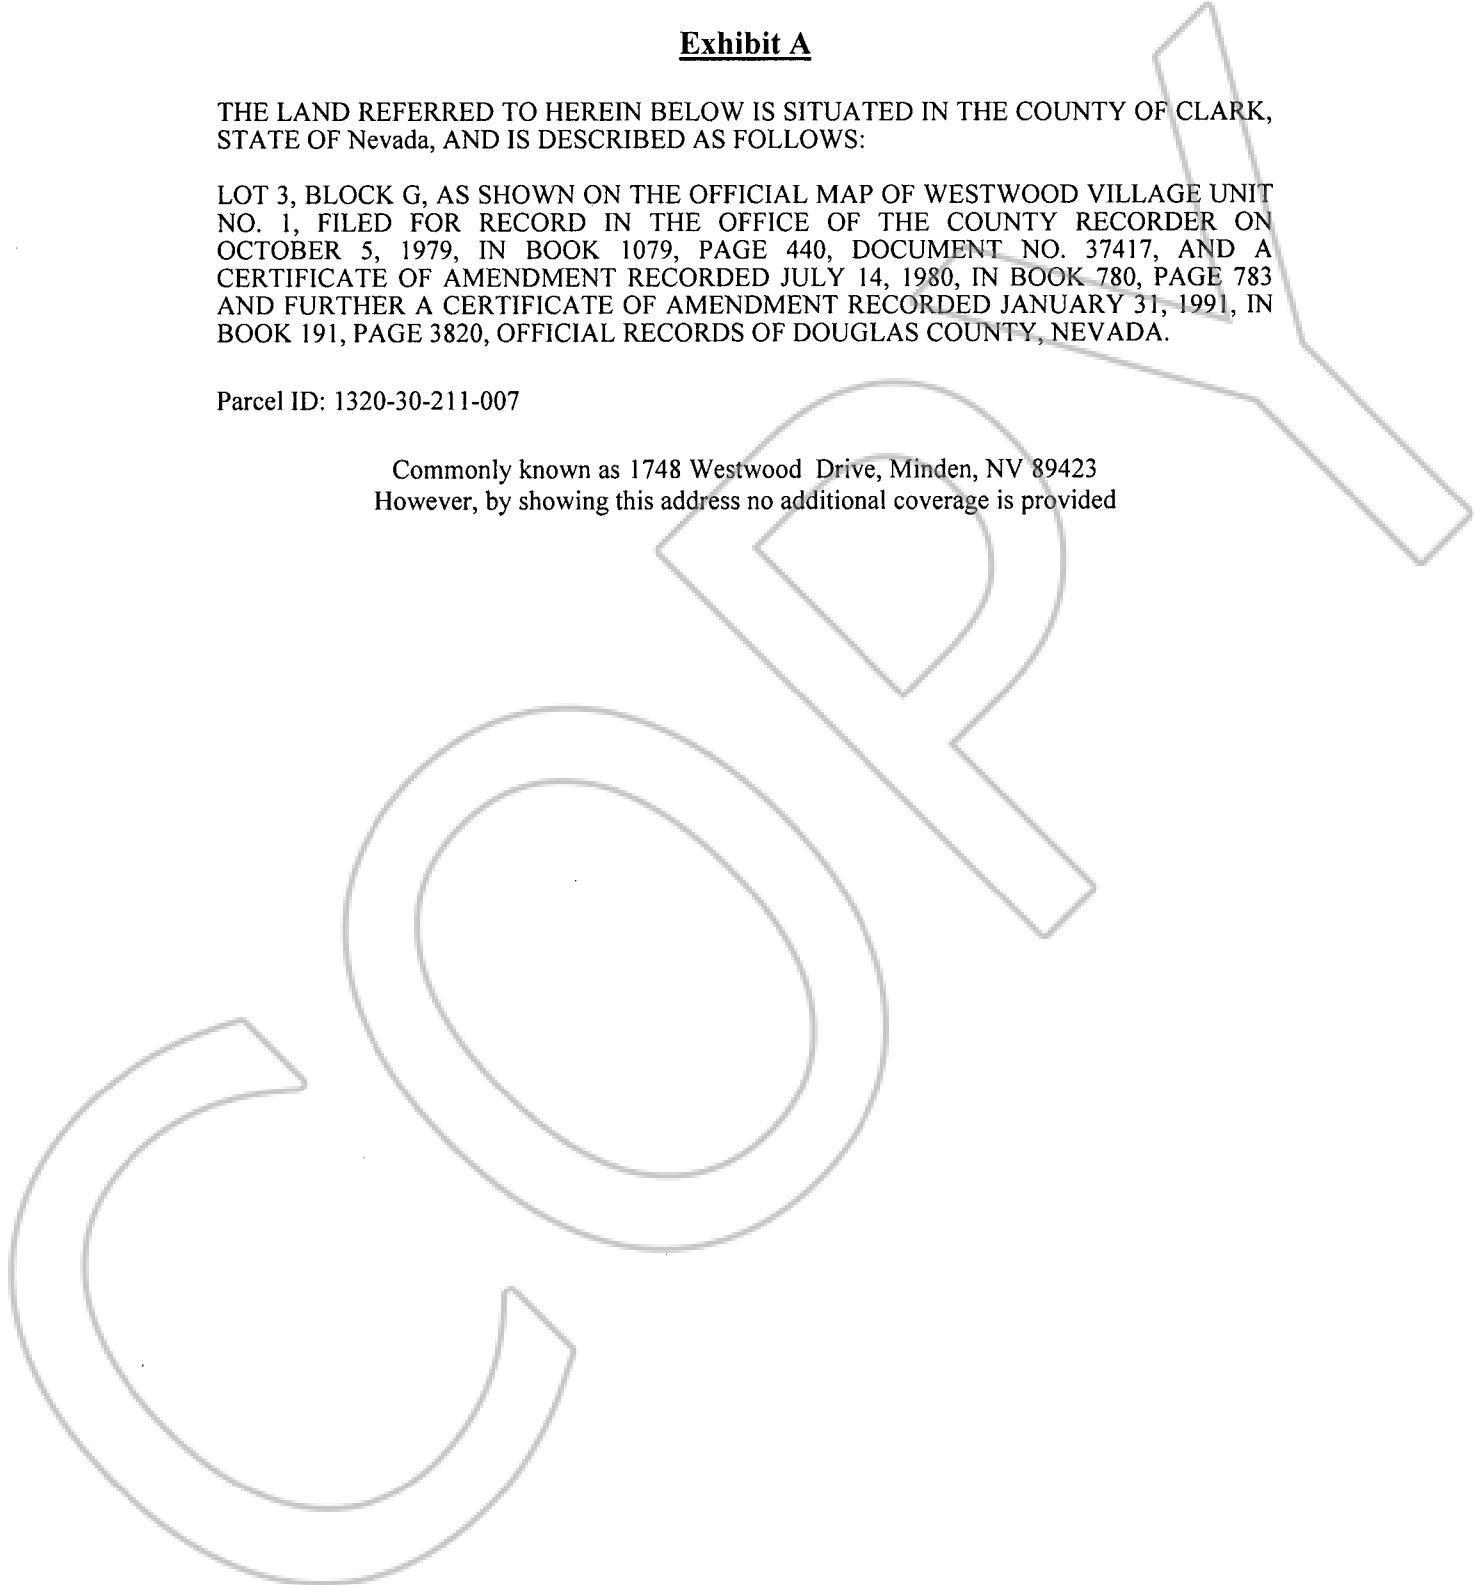 Exhibit A
THE LAND REFERRED TO HEREIN BELOW IS SITUATED IN THE COUNTY OF CLARK,
STATE OF Nevada, AND IS DESCRIBED AS FOLLOWS:
LOT 3, BLOCK G, AS SHOWN ON THE OFFICIAL MAP OF WESTWOOD VILLAGE UNIT
NO. 1, FILED FOR RECORD IN THE OFFICE OF THE COUNTY RECORDER ON
OCTOBER 5, 1979, IN BOOK 1079, PAGE 440, DOCUMENT NO. 37417, AND A
CERTIFICATE OF AMENDMENT RECORDED JULY 14, 1980, IN BOOK 780, PAGE 783
AND FURTHER A CERTIFICATE OF AMENDMENT RECORDED JANUARY 31, 1991, IN
BOOK 191, PAGE 3820, OFFICIAL RECORDS OF DOUGLAS COUNTY, NEVADA.
Parcel ID: 1320-30-211-007
Commonly known as 1748 Westwood Drive, Minden, NV 89423
However, by showing this address no additional coverage is provided
COPY